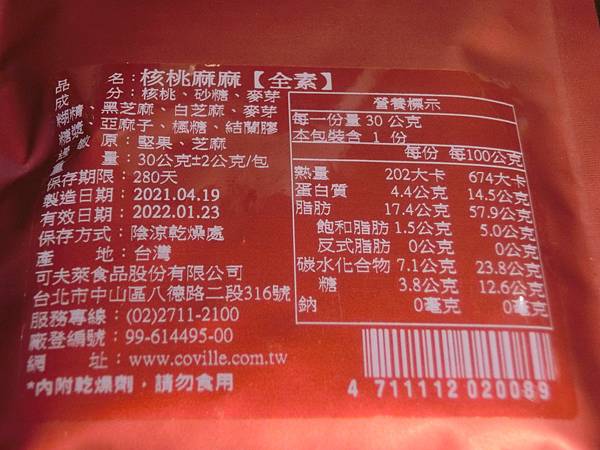 品名：核桃麻麻【全素】
成分：核桃、砂糖、麥芽
糊精、黑芝麻、白芝麻、麥芽
糖漿、亞麻子、楓糖、結蘭膠
過敏原：堅果、芝麻
重量：30公克±2公克/包
保存期限：280天
製造日期：2021.04.19
有效日期：2022.01.23
保存方式：陰涼乾燥處
產地：台灣
可夫萊食品股份有限公司
台北市中山區八德路二段316號
服務專線：(02)2711-2100
廠登編號：99-614495-00
網址：www.coville.com.tw
*內附乾燥劑，請勿食用
營養標示
每一份量 30 公克
本包裝含 1 份
每份 每100公克
熱量 202大卡 674大卡
蛋白質 4.4公克 14.5公克
脂肪 17.4公克 57.9公克
飽和脂肪 1.5公克 5.0公克
反式脂肪 0公克 0公克
碳水化合物 7.1公克 23.8公克
糖 3.8公克 12.6公克
鈉 0毫克 0毫克
4 711112 020089